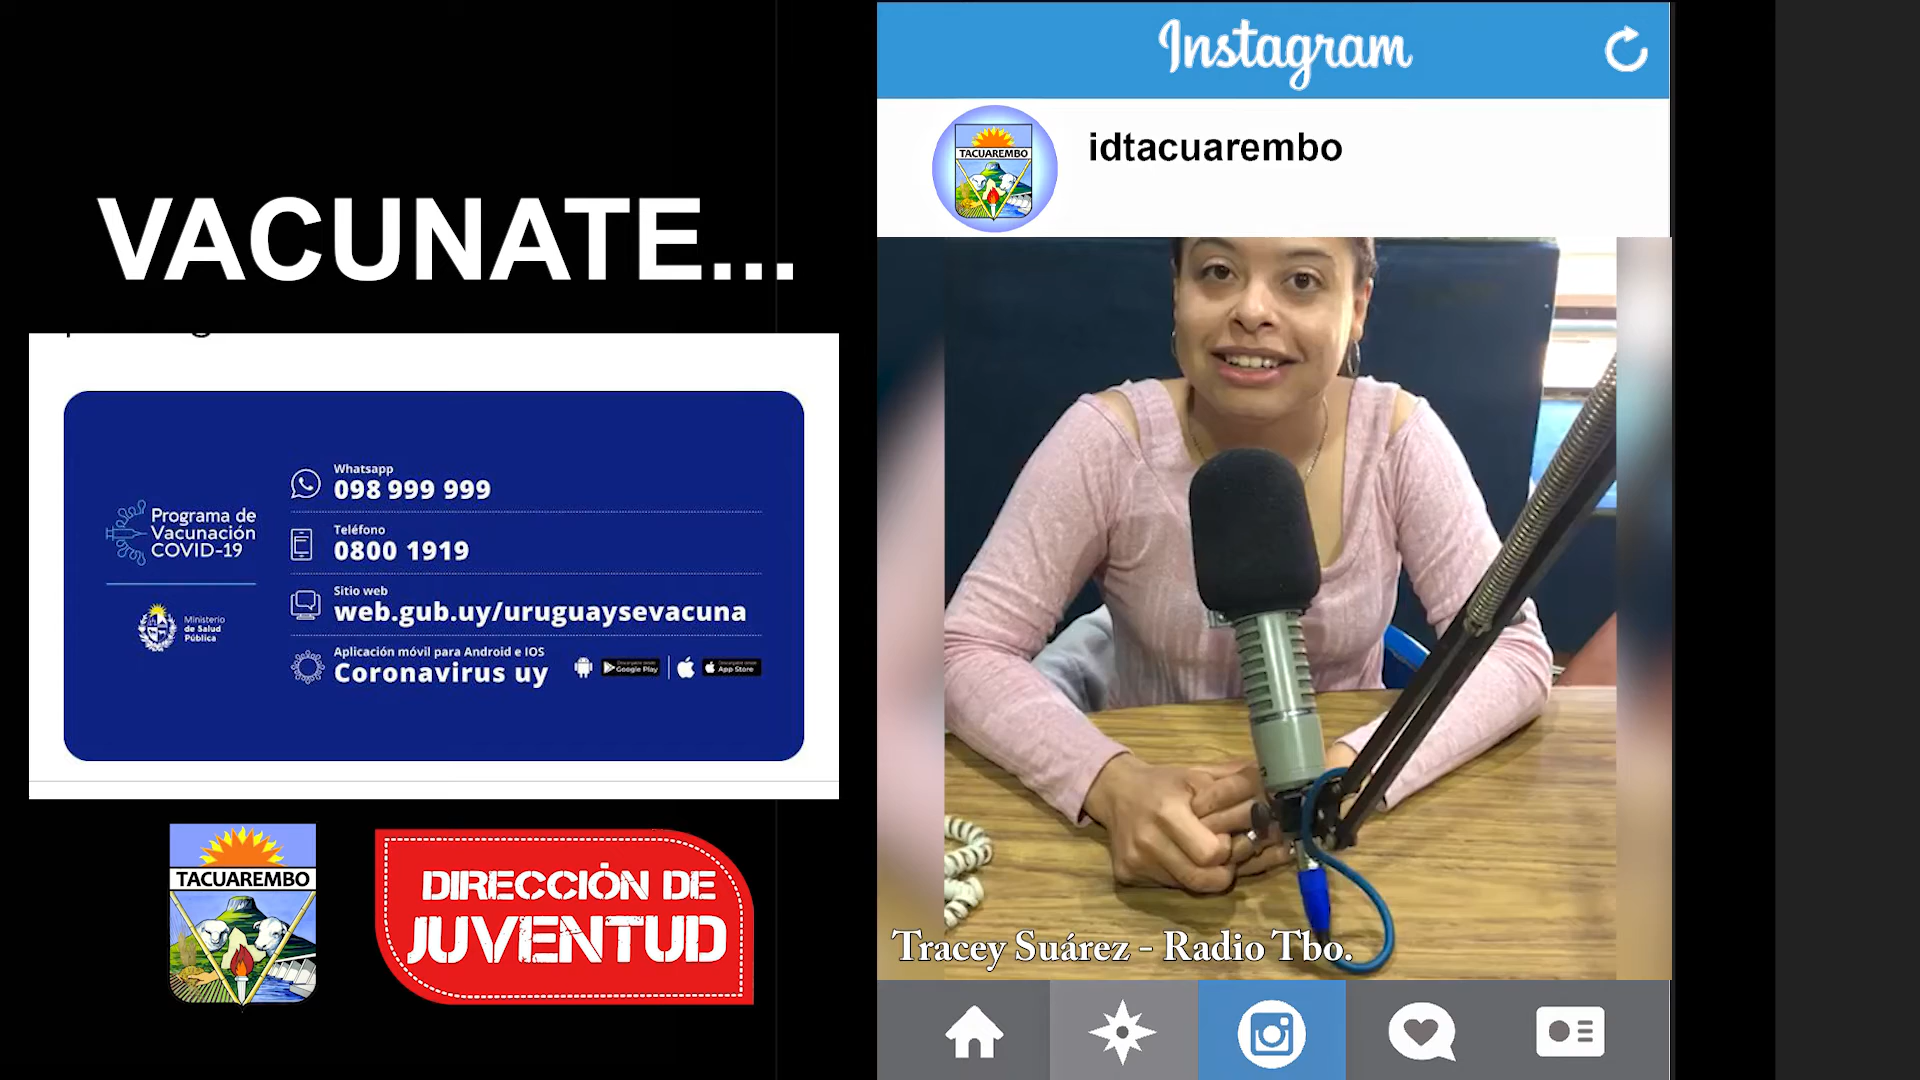 VACUNATE...
Programa de
Vacunación
COVID-19
Ministerio
de Salud
Pública
Whatsapp
098 999 999
Teléfono
0800 1919
Sitio web
web.gub.uy/uruguaysevacuna
Aplicación móvil para Android e IOS
Coronavirus uy
Google Play
App Store
TACUAREMBO
DIRECCIÓN DE
JUVENTUD
Instagram
TACUAREMBO
idtacuarembo
Tracey Suárez - Radio Tbo.